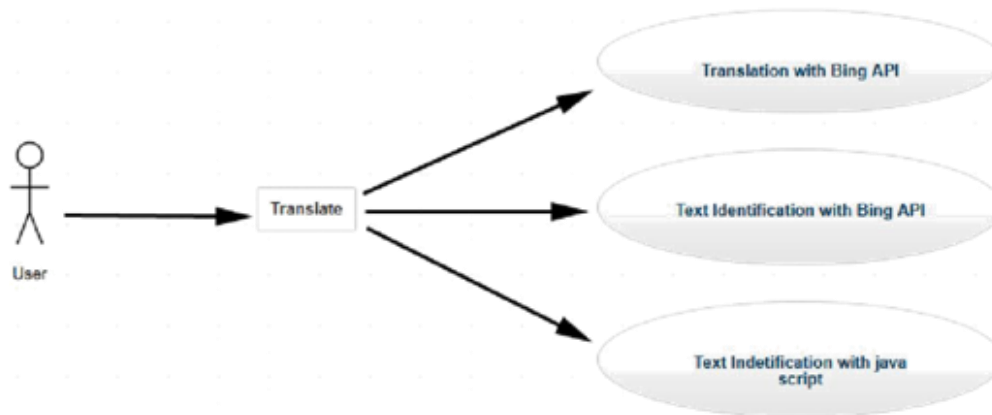 Translation with Bing API
Translate
Text Identification with Bing API
User
Text Indetification with java
script